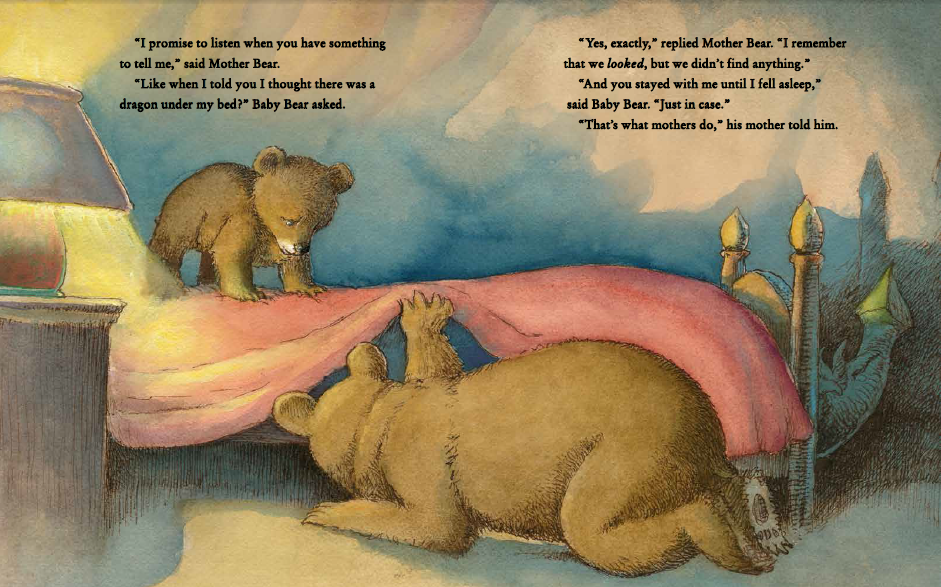 “I promise to listen when you have something
to tell me,” said Mother Bear.
“Like when I told you I thought there was a
dragon under my bed?” Baby Bear asked.
“Yes, exactly,” replied Mother Bear. “I remember
that we looked, but we didn’t find anything.”
“And you stayed with me until I fell asleep,”
said Baby Bear. “Just in case.”
“That’s what mothers do,” his mother told him.